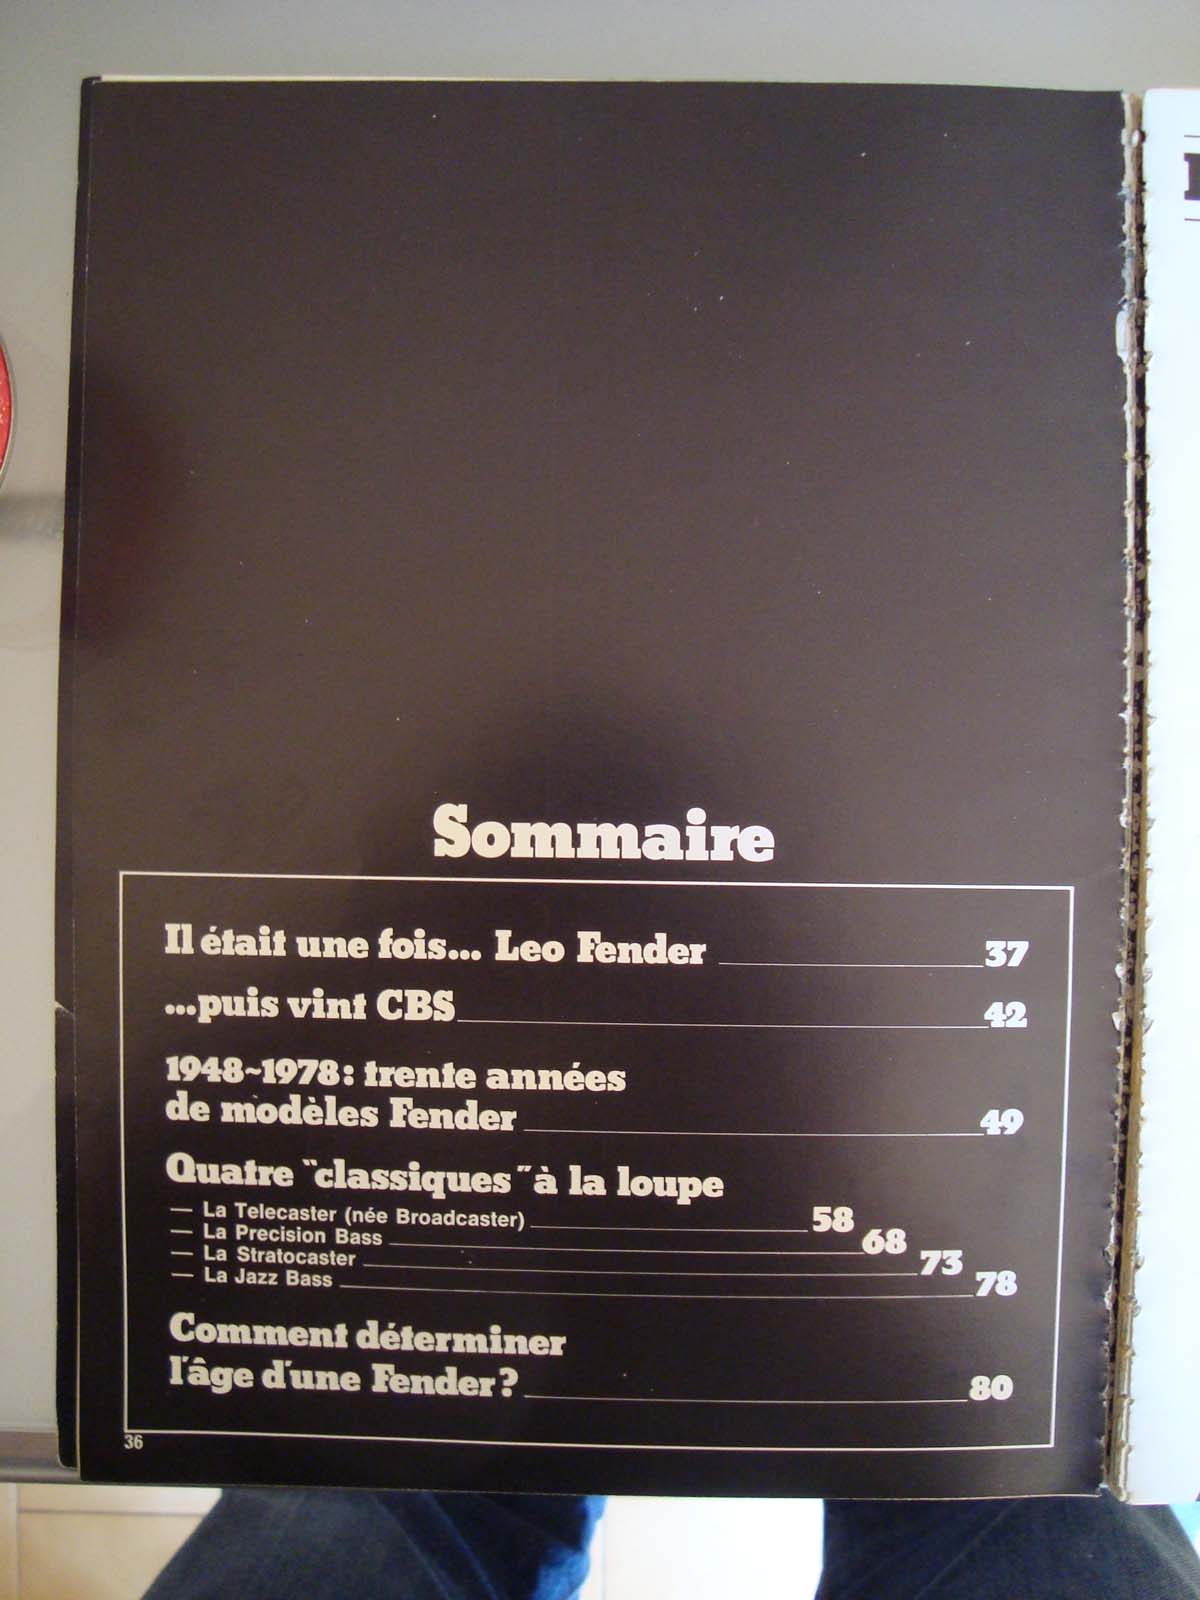 Sommaire
Il était une fois... Leo Fender 37
...puis vint CBS 42
1948~1978: trente années
de modèles Fender 49
Quatre "classiques" à la loupe
— La Telecaster (née Broadcaster) 58
— La Precision Bass 68
— La Stratocaster 73
— La Jazz Bass 78
Comment déterminer
l'âge d'une Fender? 80
36